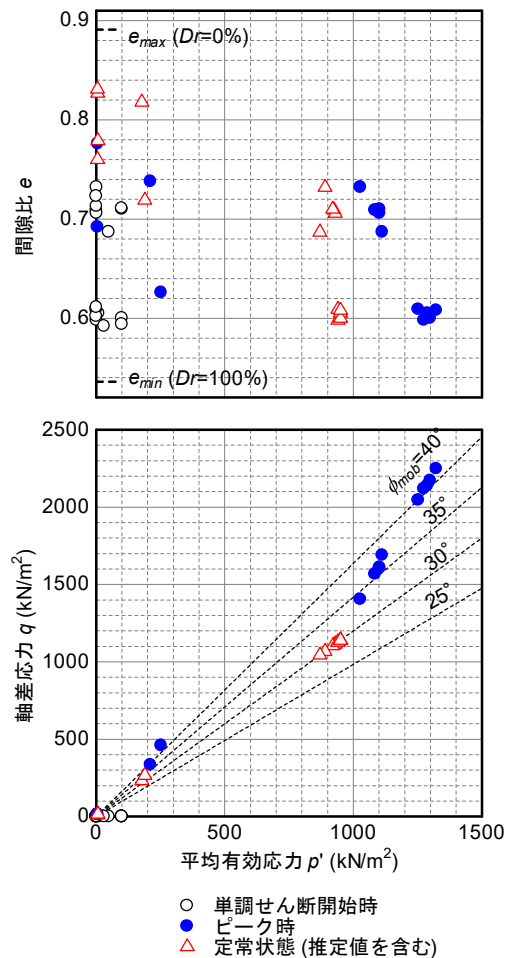 0.9
e_max (Dr=0%)
0.8
間隙比 e
0.7
0.6
e_min (Dr=100%)
2500
ϕ_mob=40°
2000
35°
30°
1500
25°
軸差応力 q (kN/m²)
1000
500
0
0 500 1000 1500
平均有効応力 p' (kN/m²)
単調せん断開始時
ピーク時
定常状態 (推定値を含む)